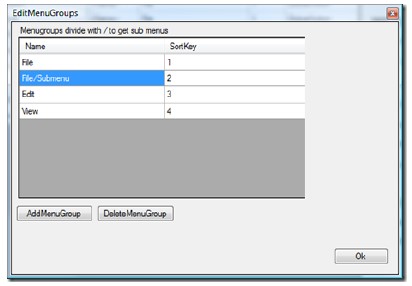 EditMenuGroups
Menugroups divide with / to get sub menus
Name SortKey
File 1
File/Submenu 2
Edit 3
View 4
AddMenuGroup DeleteMenuGroup
Ok